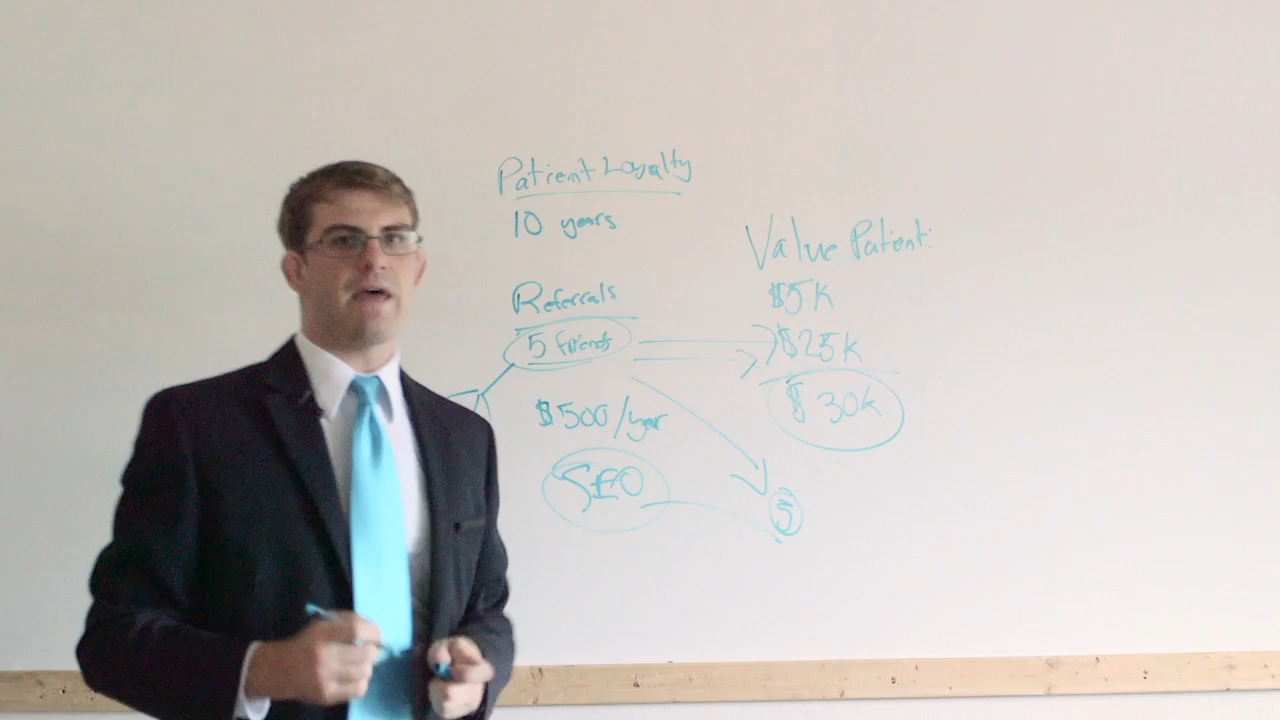 Patient Loyalty
10 years
Referrals
5 friends
$500/year
SEO
Value Patient:
$5K
$25K
$30K
5